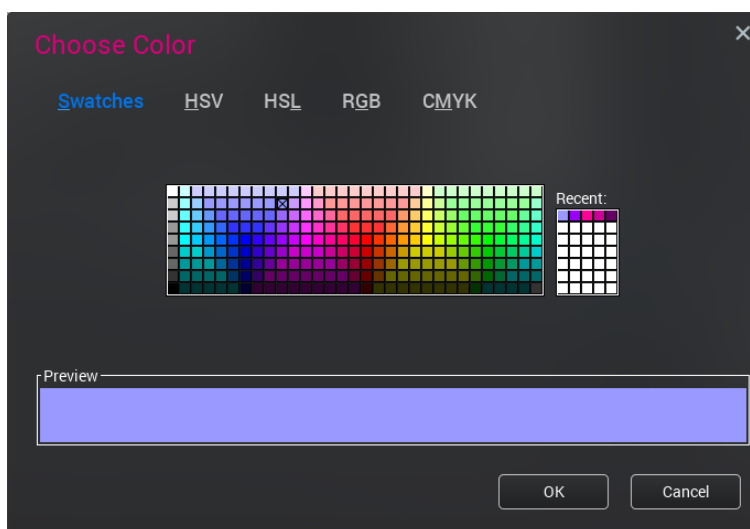 Choose Color
Swatches HSV HSL RGB CMYK
Recent:
Preview
OK Cancel